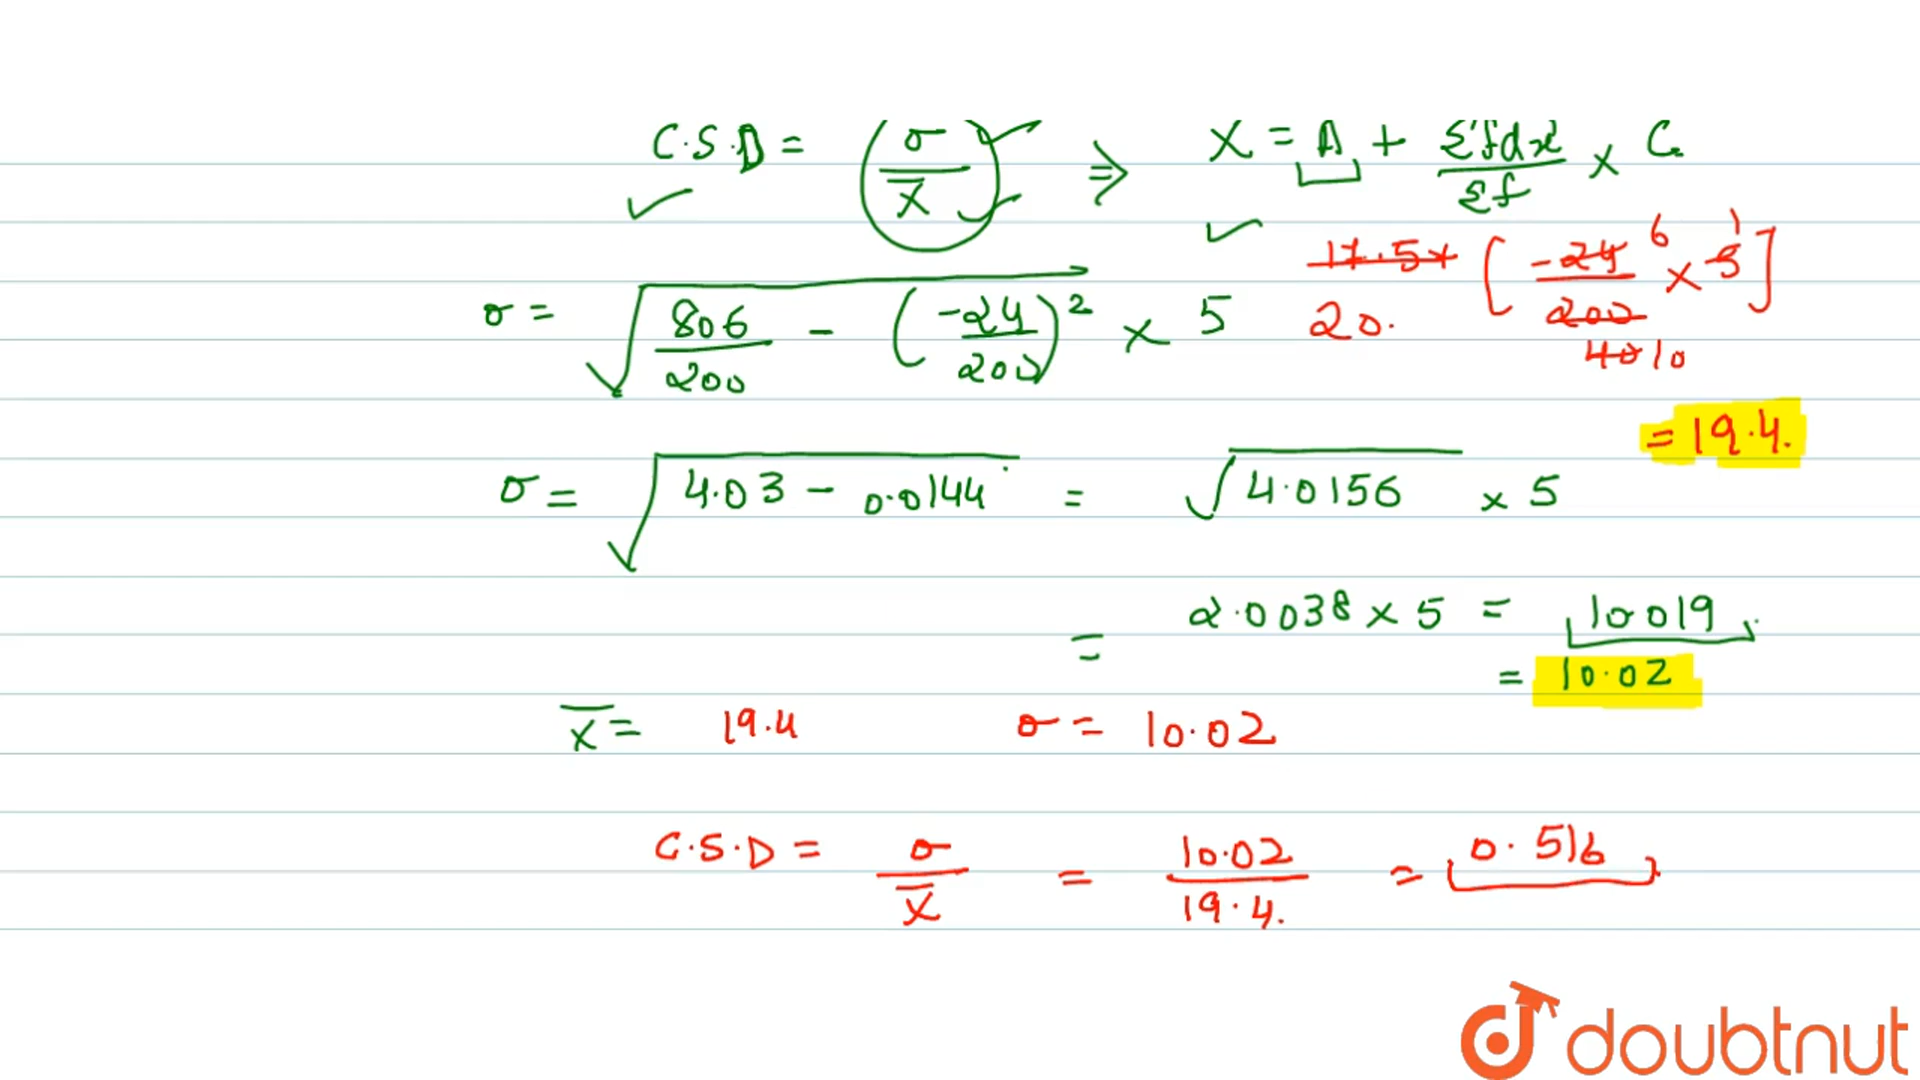 C.S.D = σ/x̄ ⇒ X = A + Σfdx'/Σf × C
17.5+ [-24/200 × 5] 6 1
σ = √(806/200 - (-24/200)²) × 5 20.
40 10
= 19.4.
σ = √(4.03 - 0.0144) = √4.0156 × 5
= 2.0038 × 5 = 10019
= 10.02
x̄ = 19.4 σ = 10.02
C.S.D = σ/x̄ = 10.02/19.4. = 0.516
doubtnut